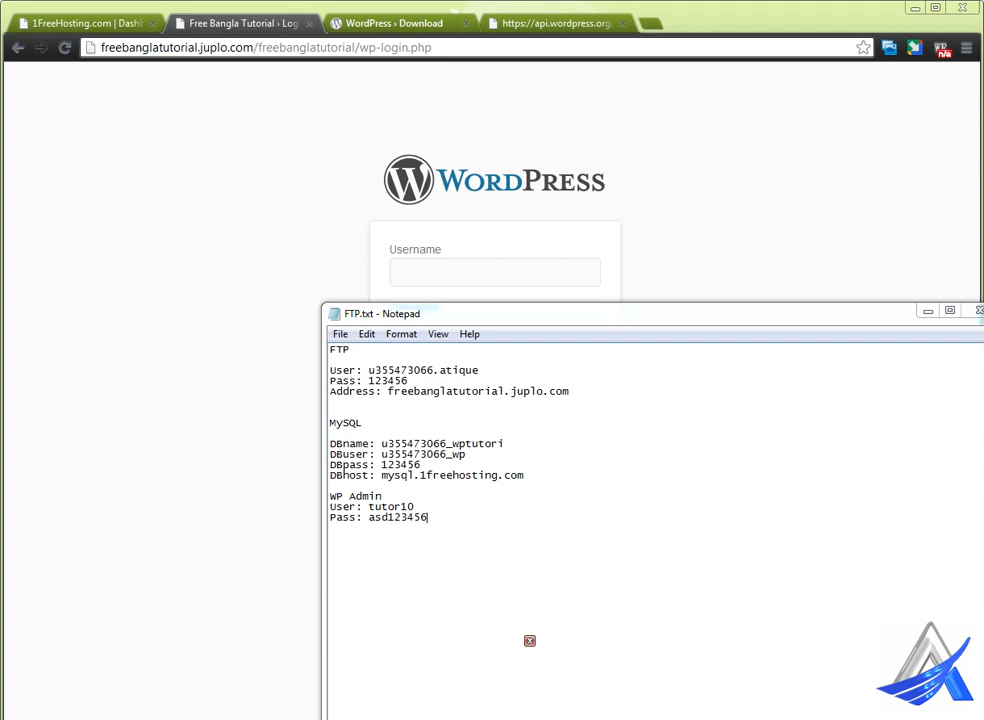 1FreeHosting.com | Dashb
Free Bangla Tutorial › Log
WordPress › Download
https://api.wordpress.org
freebanglatutorial.juplo.com/freebanglatutorial/wp-login.php
n/a
WORDPRESS
Username
FTP.txt - Notepad
File Edit Format View Help
FTP
User: u355473066.atique
Pass: 123456
Address: freebanglatutorial.juplo.com
MySQL
DBname: u355473066_wptutori
DBuser: u355473066_wp
DBpass: 123456
DBhost: mysql.1freehosting.com
WP Admin
User: tutor10
Pass: asd123456